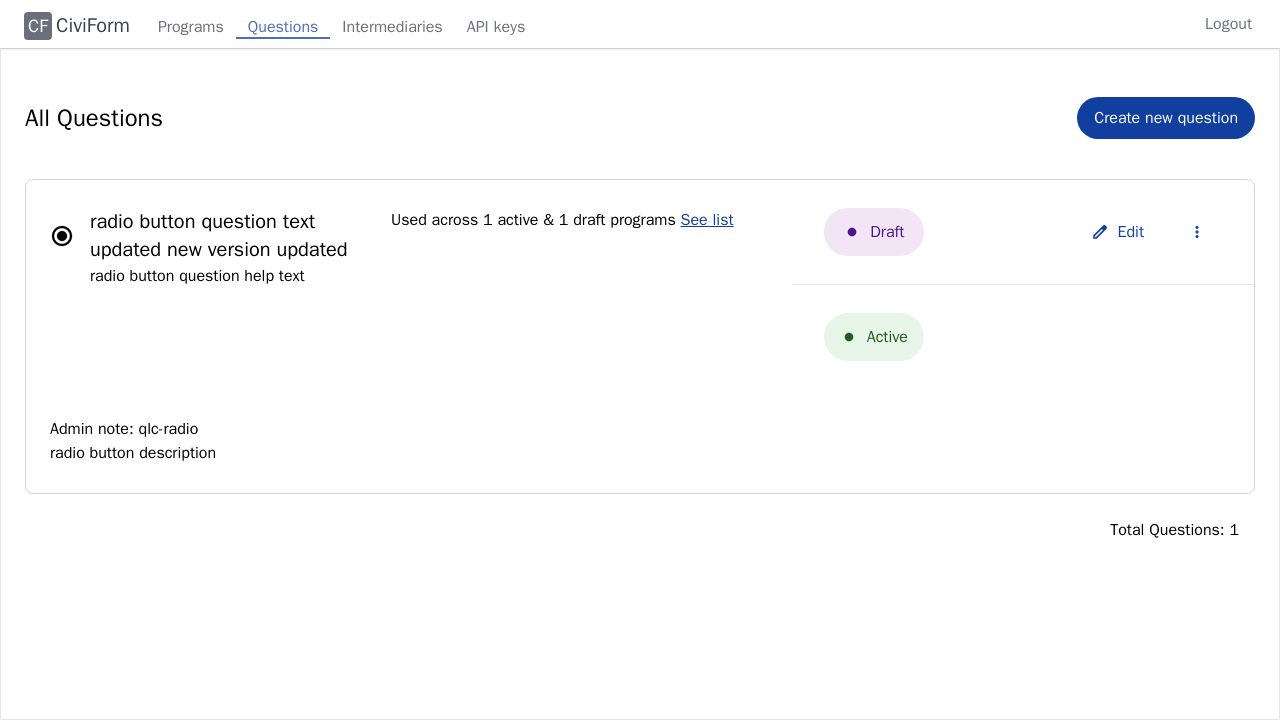 CF CiviForm Programs Questions Intermediaries API keys Logout
All Questions
Create new question
radio button question text
updated new version updated
radio button question help text
Used across 1 active & 1 draft programs See list
Draft
Edit
Active
Admin note: qlc-radio
radio button description
Total Questions: 1